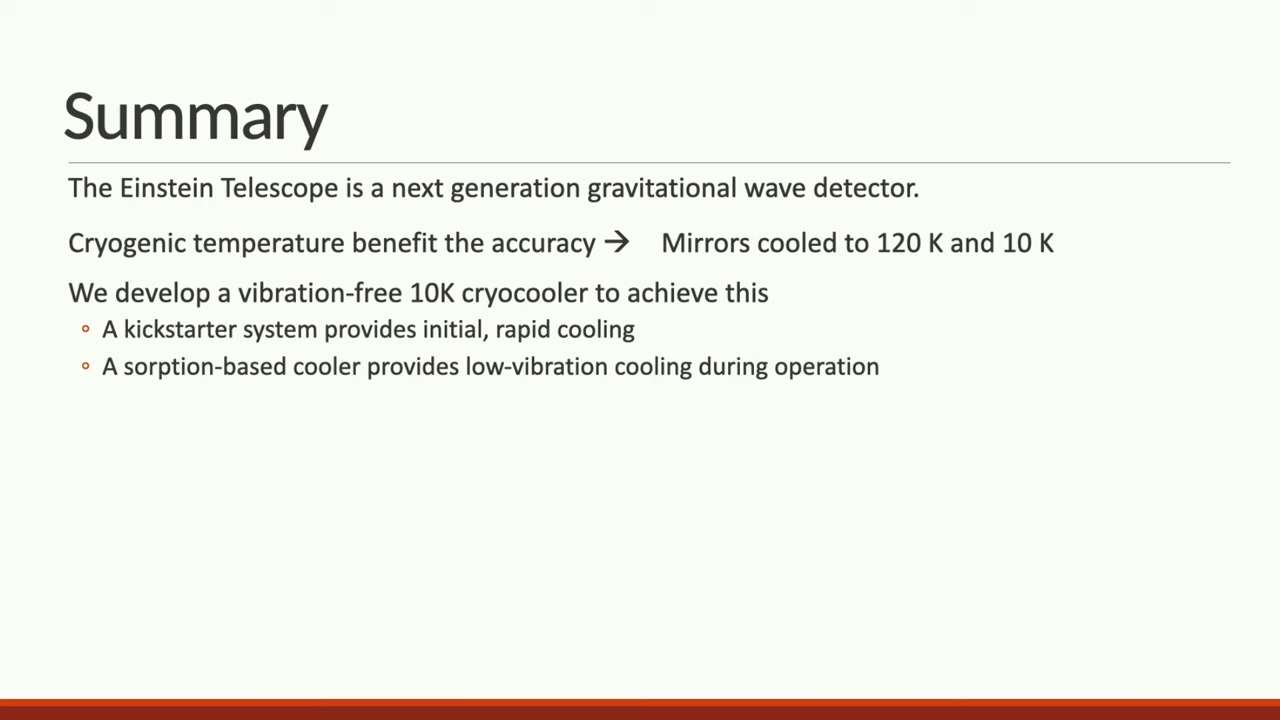 Summary
The Einstein Telescope is a next generation gravitational wave detector.
Cryogenic temperature benefit the accuracy → Mirrors cooled to 120 K and 10 K
We develop a vibration-free 10K cryocooler to achieve this
◦ A kickstarter system provides initial, rapid cooling
◦ A sorption-based cooler provides low-vibration cooling during operation